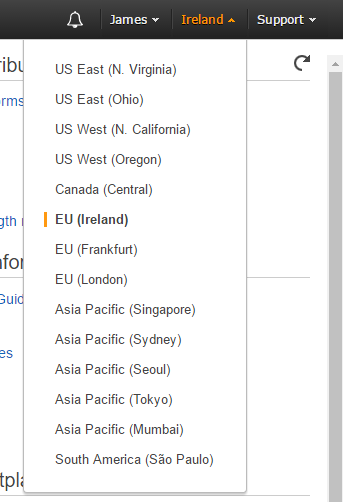 James Ireland Support
ribu
US East (N. Virginia)
orms
US East (Ohio)
US West (N. California)
US West (Oregon)
Canada (Central)
EU (Ireland)
gth
EU (Frankfurt)
nfor
EU (London)
Guid
Asia Pacific (Singapore)
Asia Pacific (Sydney)
es
Asia Pacific (Seoul)
Asia Pacific (Tokyo)
Asia Pacific (Mumbai)
South America (São Paulo)
tpla